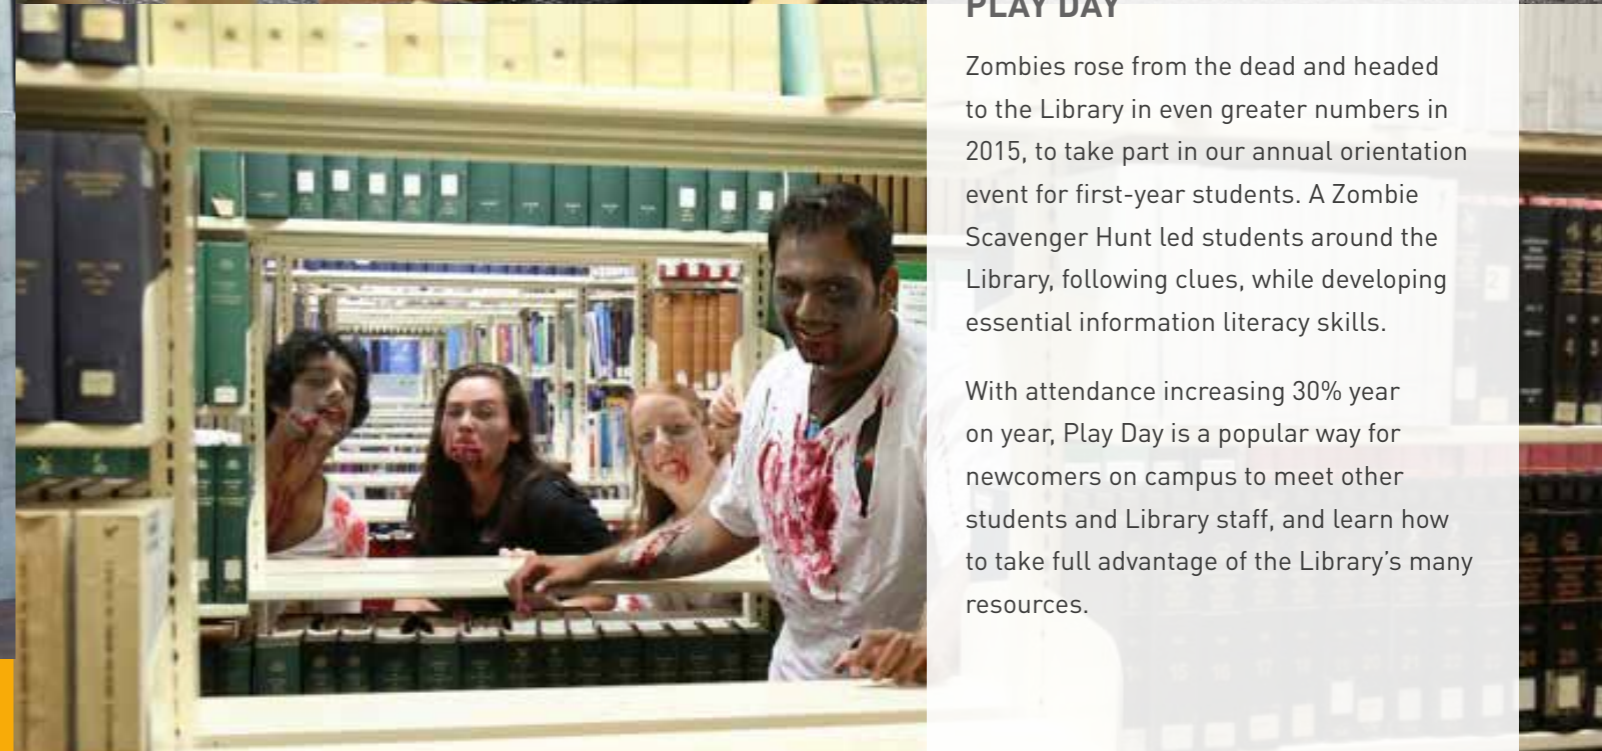 PLAY DAY
Zombies rose from the dead and headed
to the Library in even greater numbers in
2015, to take part in our annual orientation
event for first-year students. A Zombie
Scavenger Hunt led students around the
Library, following clues, while developing
essential information literacy skills.
With attendance increasing 30% year
on year, Play Day is a popular way for
newcomers on campus to meet other
students and Library staff, and learn how
to take full advantage of the Library’s many
resources.